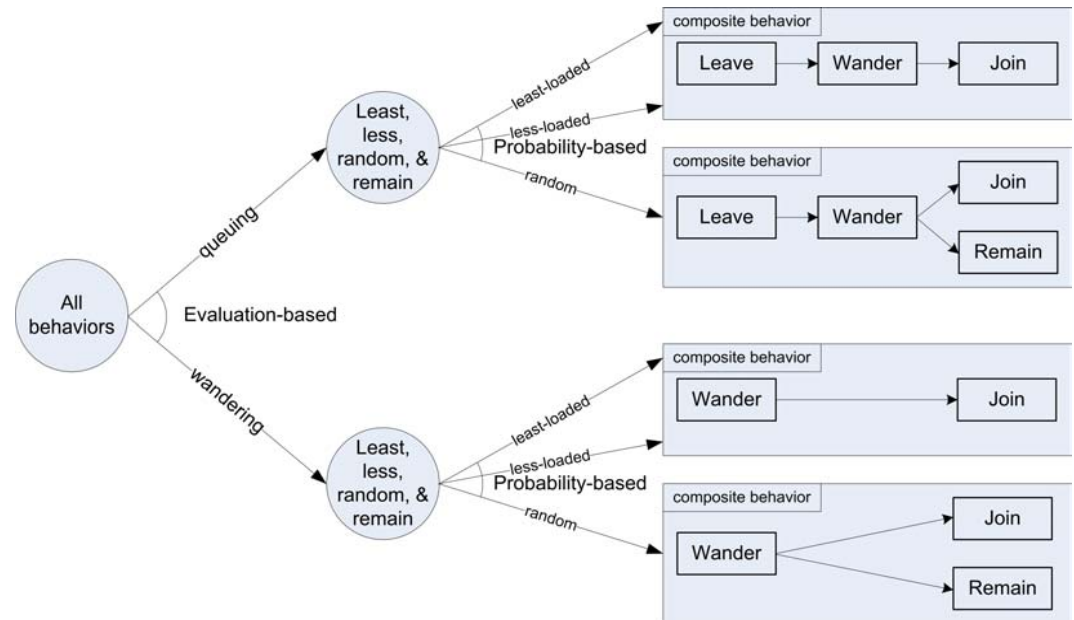 All
behaviors
queuing
Evaluation-based
wandering
Least,
less,
random, &
remain
least-loaded
less-loaded
Probability-based
random
composite behavior
Leave
Wander
Join
composite behavior
Leave
Wander
Join
Remain
Least,
less,
random, &
remain
least-loaded
less-loaded
Probability-based
random
composite behavior
Wander
Join
composite behavior
Wander
Join
Remain